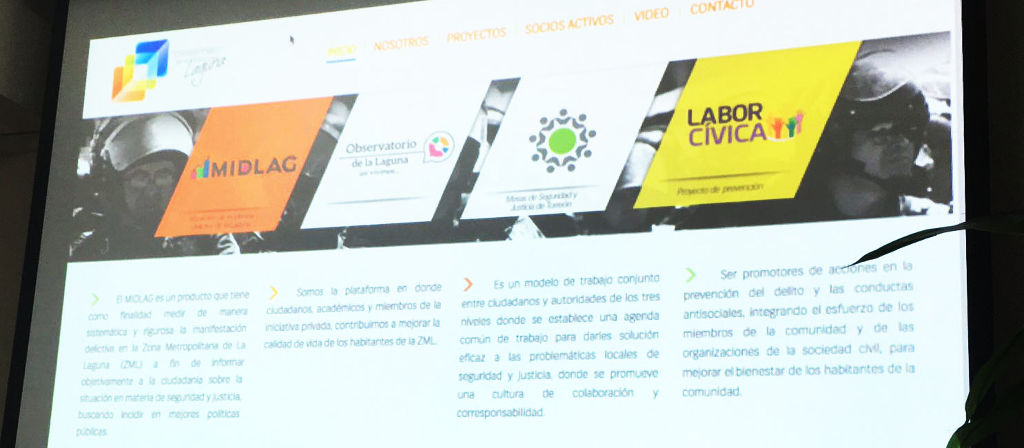 Laguna
INICIO
NOSOTROS
PROYECTOS
SOCIOS ACTIVOS
VIDEO
CONTACTO
MIDLAG
Observatorio
de la Laguna
Mesas de Seguridad y
Justicia de Torreón
LABOR
CÍVICA
Proyecto de prevención
El MIDLAG es un producto que tiene
como finalidad medir de manera
sistemática y rigurosa la manifestación
delictiva en la Zona Metropolitana de La
Laguna (ZML) a fin de informar
objetivamente a la ciudadanía sobre la
situación en materia de seguridad y justicia,
buscando incidir en mejores políticas
públicas.
Somos la plataforma en donde
ciudadanos, académicos y miembros de la
iniciativa privada, contribuimos a mejorar la
calidad de vida de los habitantes de la ZML.
Es un modelo de trabajo conjunto
entre ciudadanos y autoridades de los tres
niveles donde se establece una agenda
común de trabajo para darles solución
eficaz a las problemáticas locales de
seguridad y justicia, donde se promueve
una cultura de colaboración y
corresponsabilidad.
Ser promotores de acciones en la
prevención del delito y las conductas
antisociales, integrando el esfuerzo de los
miembros de la comunidad y de las
organizaciones de la sociedad civil, para
mejorar el bienestar de los habitantes de la
comunidad.